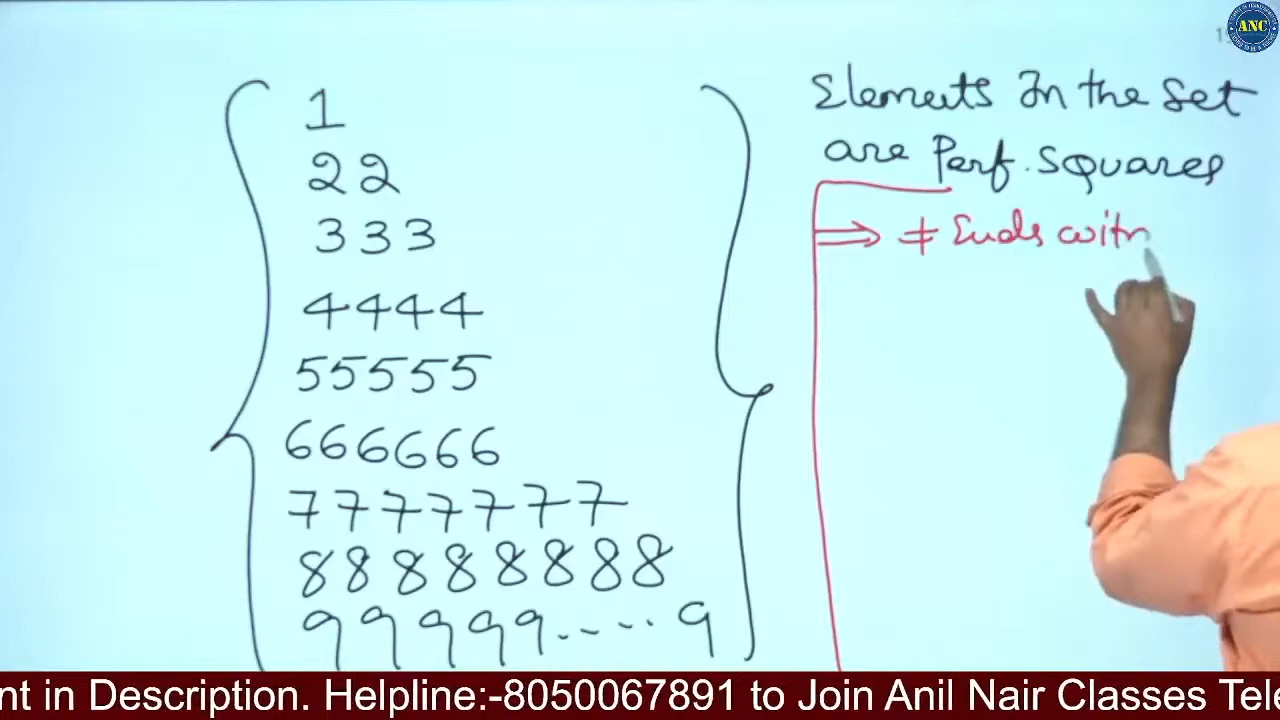 ANC
Elements In the set
are Perf. Squares
⇒ ≠ Ends with
1
22
333
4444
55555
666666
7777777
88888888
99999.....9
nt in Description. Helpline:-8050067891 to Join Anil Nair Classes Tele